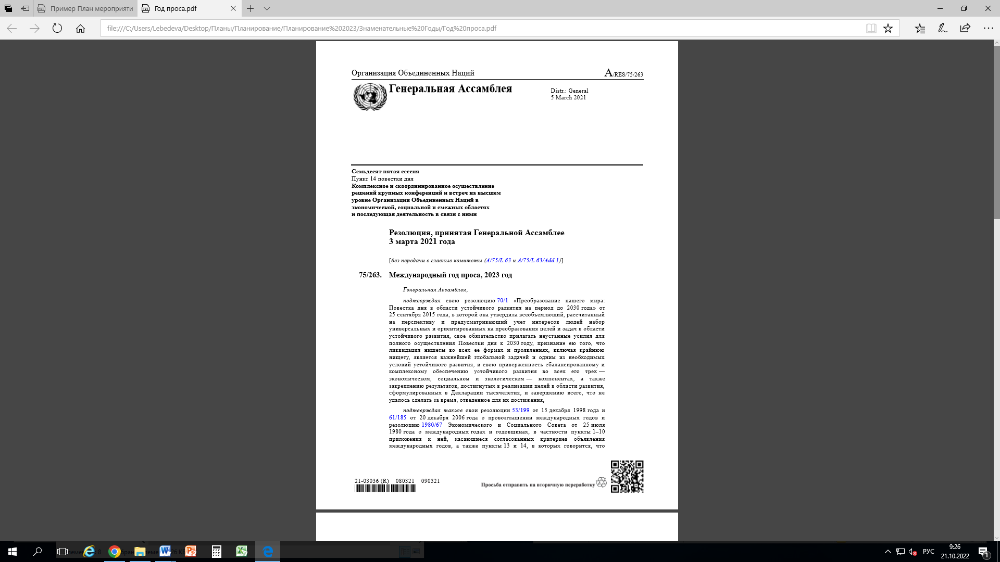 Пример План мероприяти
Год проса.pdf
file:///C:/Users/Lebedeva/Desktop/Планы/Планирование/Планирование%202023/Знаменательные%20Годы/Год%20проса.pdf
Организация Объединенных Наций
A/RES/75/263
Генеральная Ассамблея
Distr.: General
5 March 2021
Семьдесят пятая сессия
Пункт 14 повестки дня
Комплексное и скоординированное осуществление
решений крупных конференций и встреч на высшем
уровне Организации Объединенных Наций в
экономической, социальной и смежных областях
и последующая деятельность в связи с ними
Резолюция, принятая Генеральной Ассамблее
3 марта 2021 года
[без передачи в главные комитеты (A/75/L.63 и A/75/L.63/Add.1)]
75/263. Международный год проса, 2023 год
Генеральная Ассамблея,
подтверждая свою резолюцию 70/1 «Преобразование нашего мира:
Повестка дня в области устойчивого развития на период до 2030 года» от
25 сентября 2015 года, в которой она утвердила всеобъемлющий, рассчитанный
на перспективу и предусматривающий учет интересов людей набор
универсальных и ориентированных на преобразования целей и задач в области
устойчивого развития, свое обязательство прилагать неустанные усилия для
полного осуществления Повестки дня к 2030 году, признание ею того, что
ликвидация нищеты во всех ее формах и проявлениях, включая крайнюю
нищету, является важнейшей глобальной задачей и одним из необходимых
условий устойчивого развития, и свою приверженность сбалансированному и
комплексному обеспечению устойчивого развития во всех его трех —
экономическом, социальном и экологическом — компонентах, а также
закреплению результатов, достигнутых в реализации целей в области развития,
сформулированных в Декларации тысячелетия, и завершению всего, что не
удалось сделать за время, отведенное для их достижения,
подтверждая также свои резолюции 53/199 от 15 декабря 1998 года и
61/185 от 20 декабря 2006 года о провозглашении международных годов и
резолюцию 1980/67 Экономического и Социального Совета от 25 июля
1980 года о международных годах и годовщинах, в частности пункты 1–10
приложения к ней, касающиеся согласованных критериев объявления
международных годов, а также пункты 13 и 14, в которых говорится, что
21-03036 (R) 080321 090321
Просьба отправить на вторичную переработку
РУС
9:26
21.10.2022
1